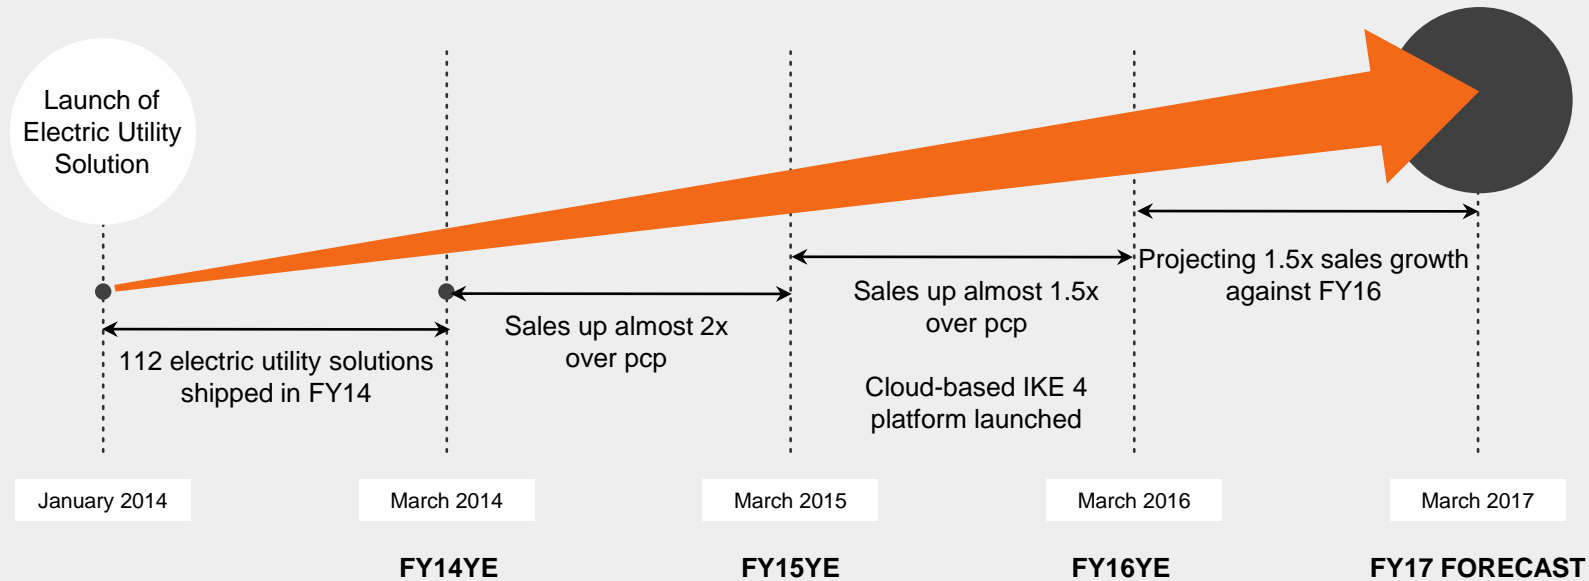 Launch of
Electric Utility
Solution
112 electric utility solutions
shipped in FY14
Sales up almost 2x
over pcp
Sales up almost 1.5x
over pcp
Cloud-based IKE 4
platform launched
Projecting 1.5x sales growth
against FY16
January 2014
March 2014
March 2015
March 2016
March 2017
FY14YE
FY15YE
FY16YE
FY17 FORECAST